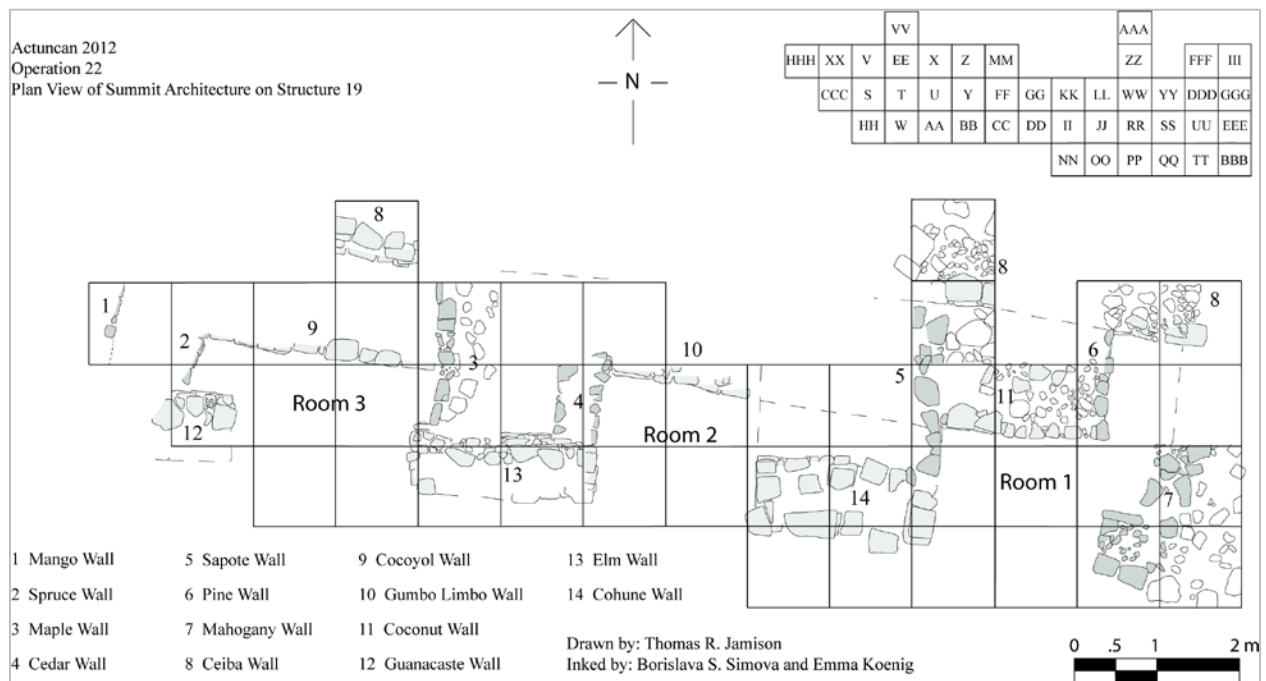 Actuncan 2012
Operation 22
Plan View of Summit Architecture on Structure 19
N
VV AAA
HHH XX V EE X Z MM ZZ FFF III
CCC S T U Y FF GG KK LL WW YY DDD GGG
HH W AA BB CC DD II JJ RR SS UU EEE
NN OO PP QQ TT BBB
8
8
1 8
2 9 10 6
3 5
Room 3 4 11
12 Room 2
13 14 Room 1 7
1 Mango Wall 5 Sapote Wall 9 Cocoyol Wall 13 Elm Wall
2 Spruce Wall 6 Pine Wall 10 Gumbo Limbo Wall 14 Cohune Wall
3 Maple Wall 7 Mahogany Wall 11 Coconut Wall
4 Cedar Wall 8 Ceiba Wall 12 Guanacaste Wall
Drawn by: Thomas R. Jamison
Inked by: Borislava S. Simova and Emma Koenig
0 .5 1 2 m